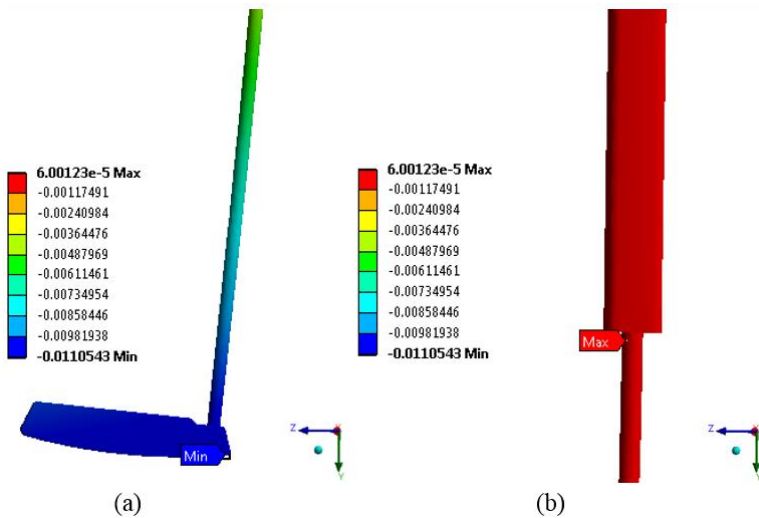 6.00123e-5 Max
-0.00117491
-0.00240984
-0.00364476
-0.00487969
-0.00611461
-0.00734954
-0.00858446
-0.00981938
-0.0110543 Min
Min
Z
X
Y
(a)
6.00123e-5 Max
-0.00117491
-0.00240984
-0.00364476
-0.00487969
-0.00611461
-0.00734954
-0.00858446
-0.00981938
-0.0110543 Min
Max
Z
X
Y
(b)